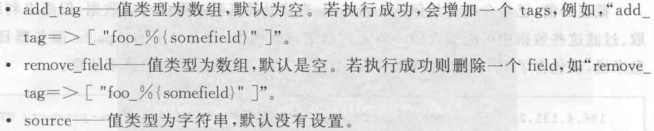 • add_tag——值类型为数组,默认为空。若执行成功,会增加一个 tags,例如,“add_
tag=> [ "foo_%{somefield}" ]”。
• remove_field——值类型为数组,默认是空。若执行成功则删除一个 field,如“remove_
tag=> [ "foo_%{somefield}" ]”。
• source——值类型为字符串,默认没有设置。